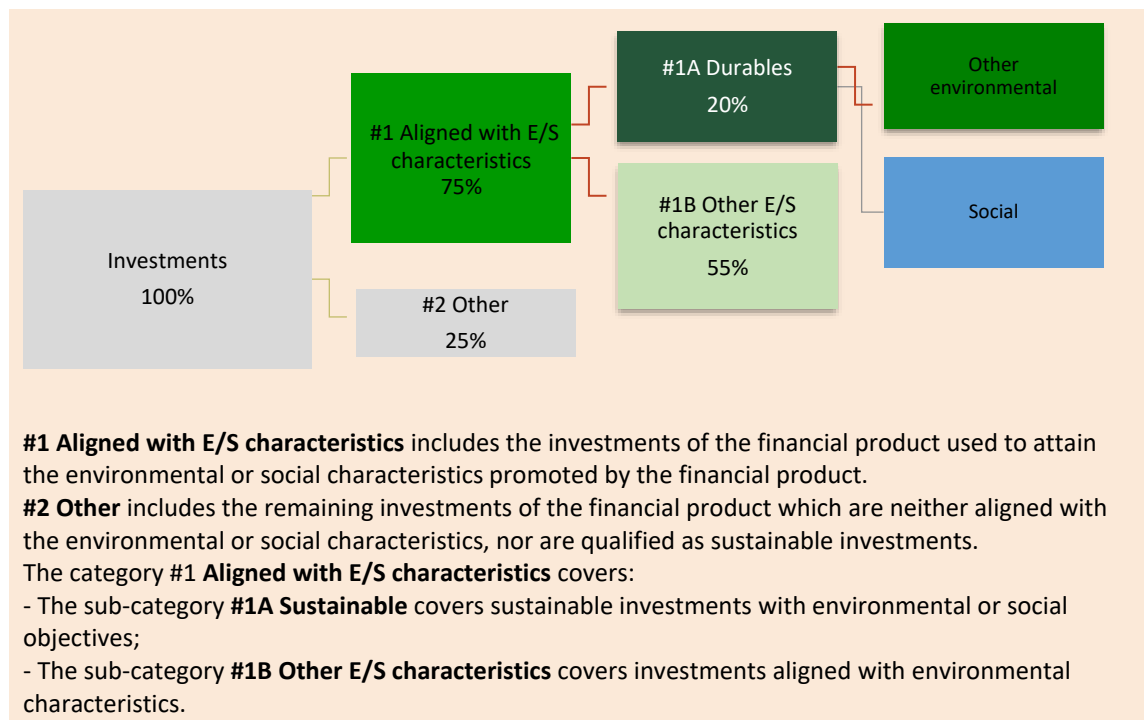 Investments
100%
#1 Aligned with E/S
characteristics
75%
#2 Other
25%
#1A Durables
20%
#1B Other E/S
characteristics
55%
Other
environmental
Social
#1 Aligned with E/S characteristics includes the investments of the financial product used to attain
the environmental or social characteristics promoted by the financial product.
#2 Other includes the remaining investments of the financial product which are neither aligned with
the environmental or social characteristics, nor are qualified as sustainable investments.
The category #1 Aligned with E/S characteristics covers:
- The sub-category #1A Sustainable covers sustainable investments with environmental or social
objectives;
- The sub-category #1B Other E/S characteristics covers investments aligned with environmental
characteristics.